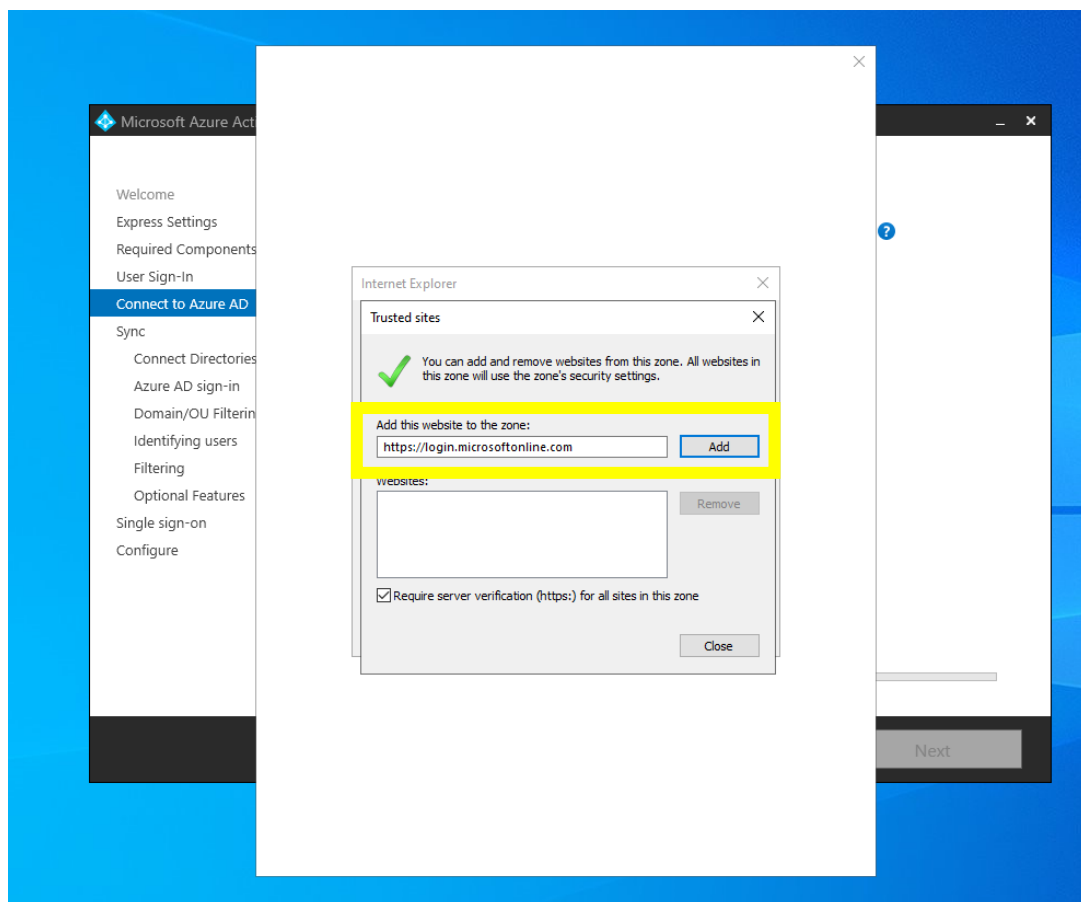 Microsoft Azure Act
Welcome
Express Settings
Required Components
User Sign-In
Connect to Azure AD
Sync
Connect Directories
Azure AD sign-in
Domain/OU Filterin
Identifying users
Filtering
Optional Features
Single sign-on
Configure
?
Internet Explorer
Trusted sites
You can add and remove websites from this zone. All websites in
this zone will use the zone's security settings.
Add this website to the zone:
https://login.microsoftonline.com
Add
Websites:
Remove
Require server verification (https:) for all sites in this zone
Close
Next